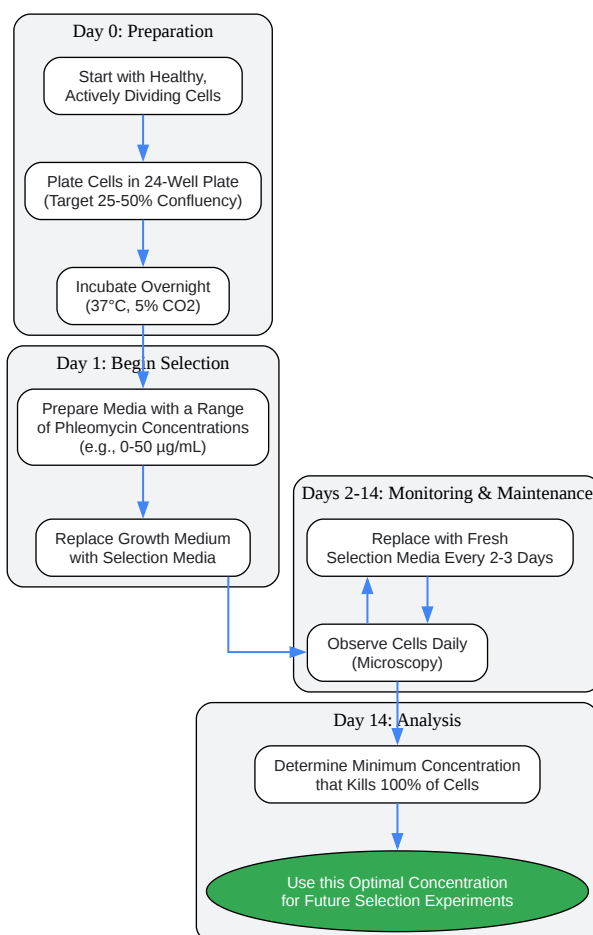 Day 0: Preparation
Start with Healthy,
Actively Dividing Cells
Plate Cells in 24-Well Plate
(Target 25-50% Confluency)
Incubate Overnight
(37°C, 5% CO2)
Day 1: Begin Selection
Prepare Media with a Range
of Phleomycin Concentrations
(e.g., 0-50 µg/mL)
Replace Growth Medium
with Selection Media
Days 2-14: Monitoring & Maintenance
Replace with Fresh
Selection Media Every 2-3 Days
Observe Cells Daily
(Microscopy)
Day 14: Analysis
Determine Minimum Concentration
that Kills 100% of Cells
Use this Optimal Concentration
for Future Selection Experiments